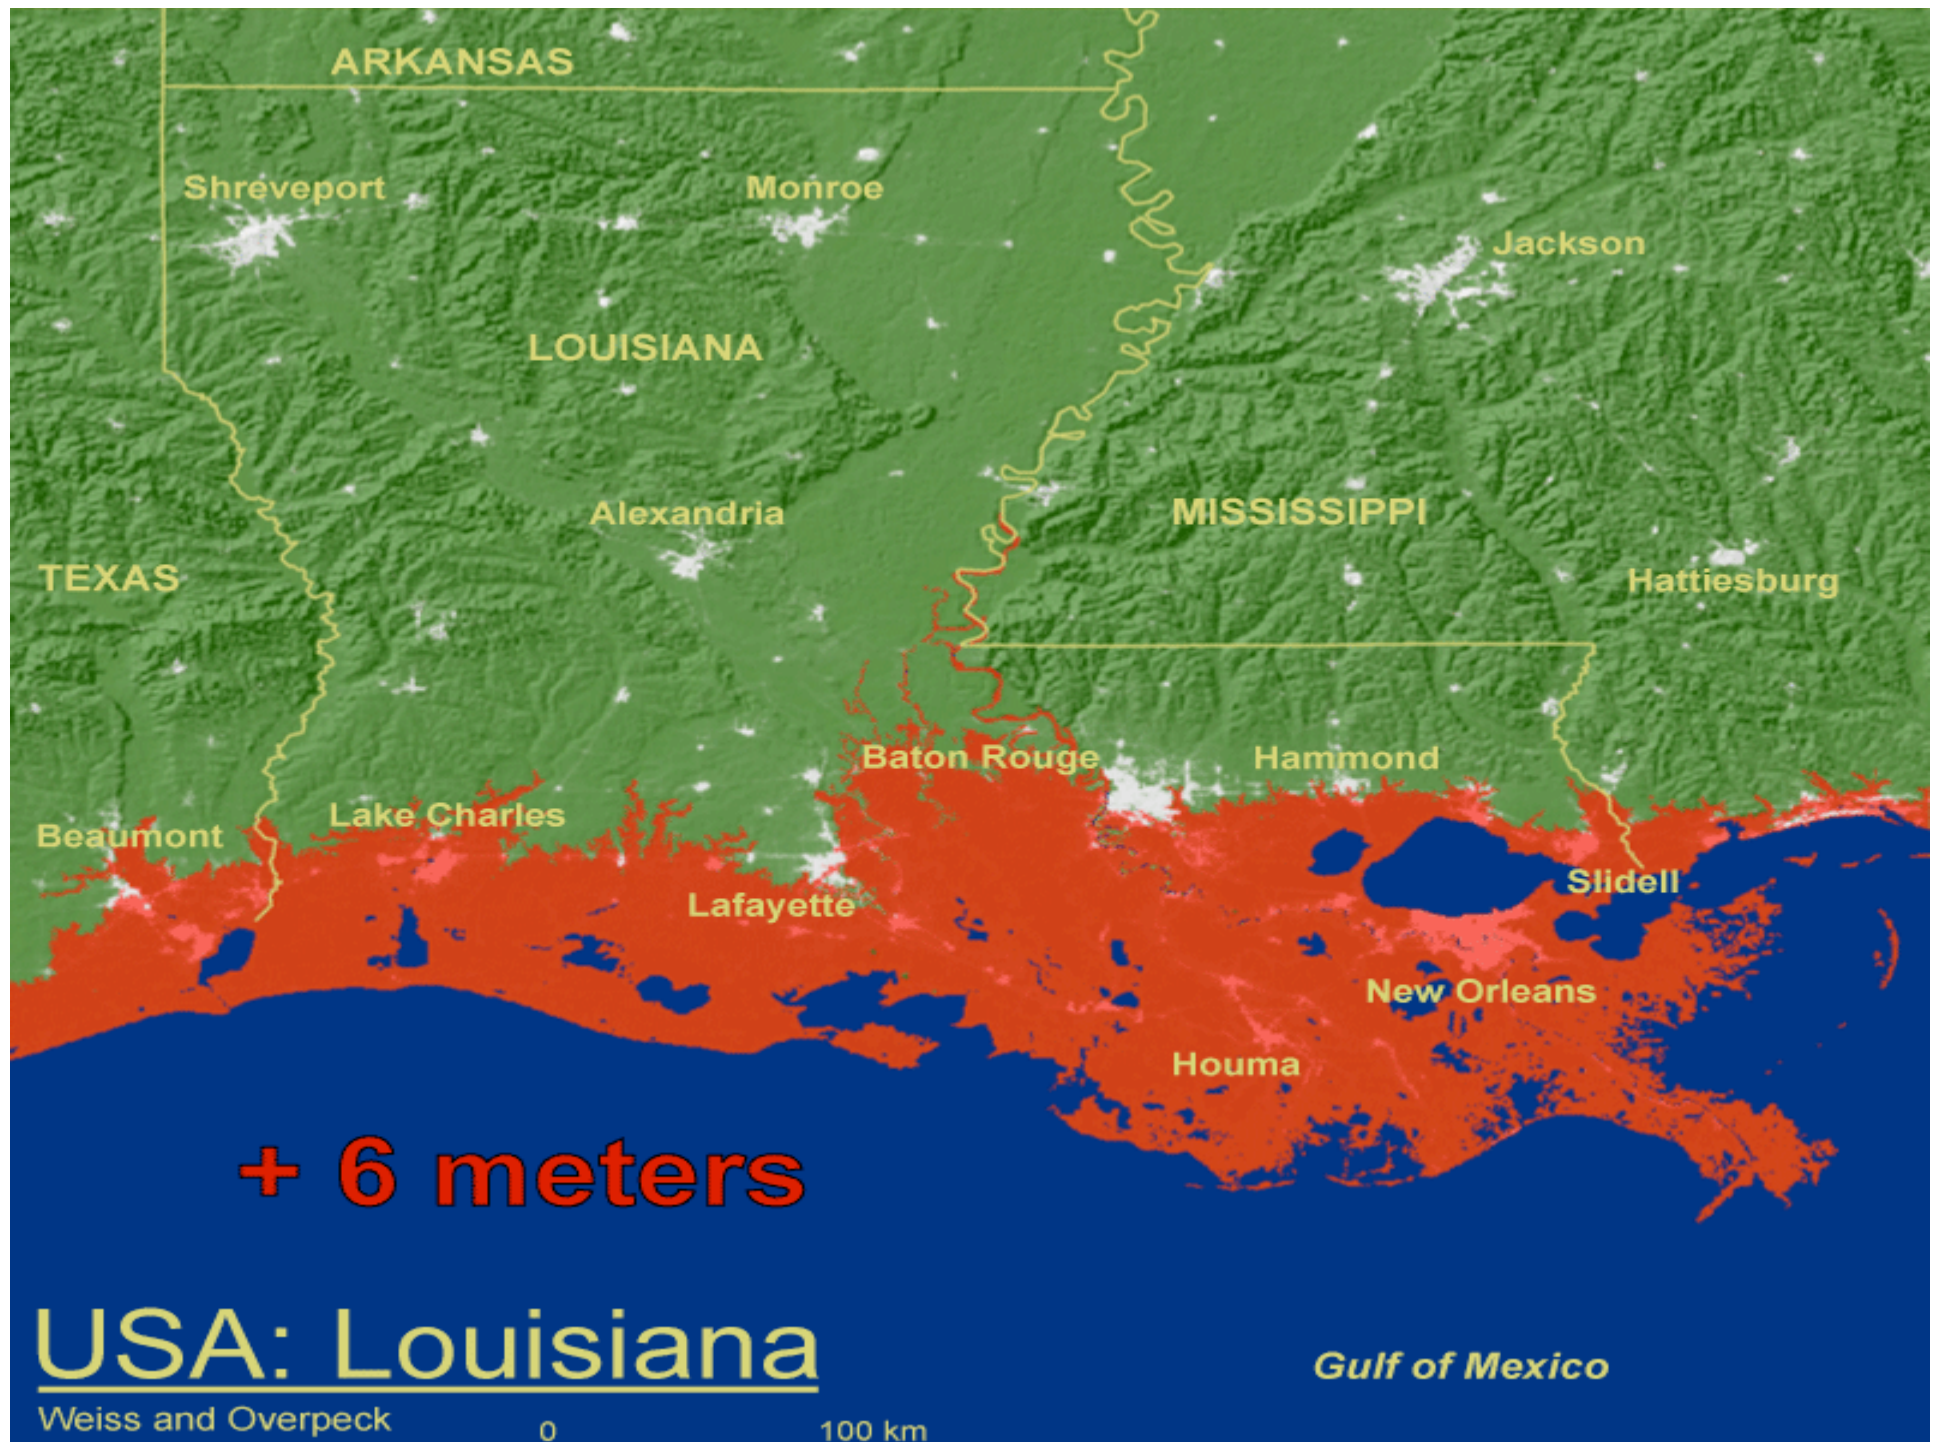 ARKANSAS
Shreveport
Monroe
Jackson
LOUISIANA
Alexandria
MISSISSIPPI
TEXAS
Hattiesburg
Baton Rouge
Hammond
Lake Charles
Beaumont
Slidell
Lafayette
New Orleans
Houma
+ 6 meters
USA: Louisiana
Gulf of Mexico
Weiss and Overpeck
0
100 km